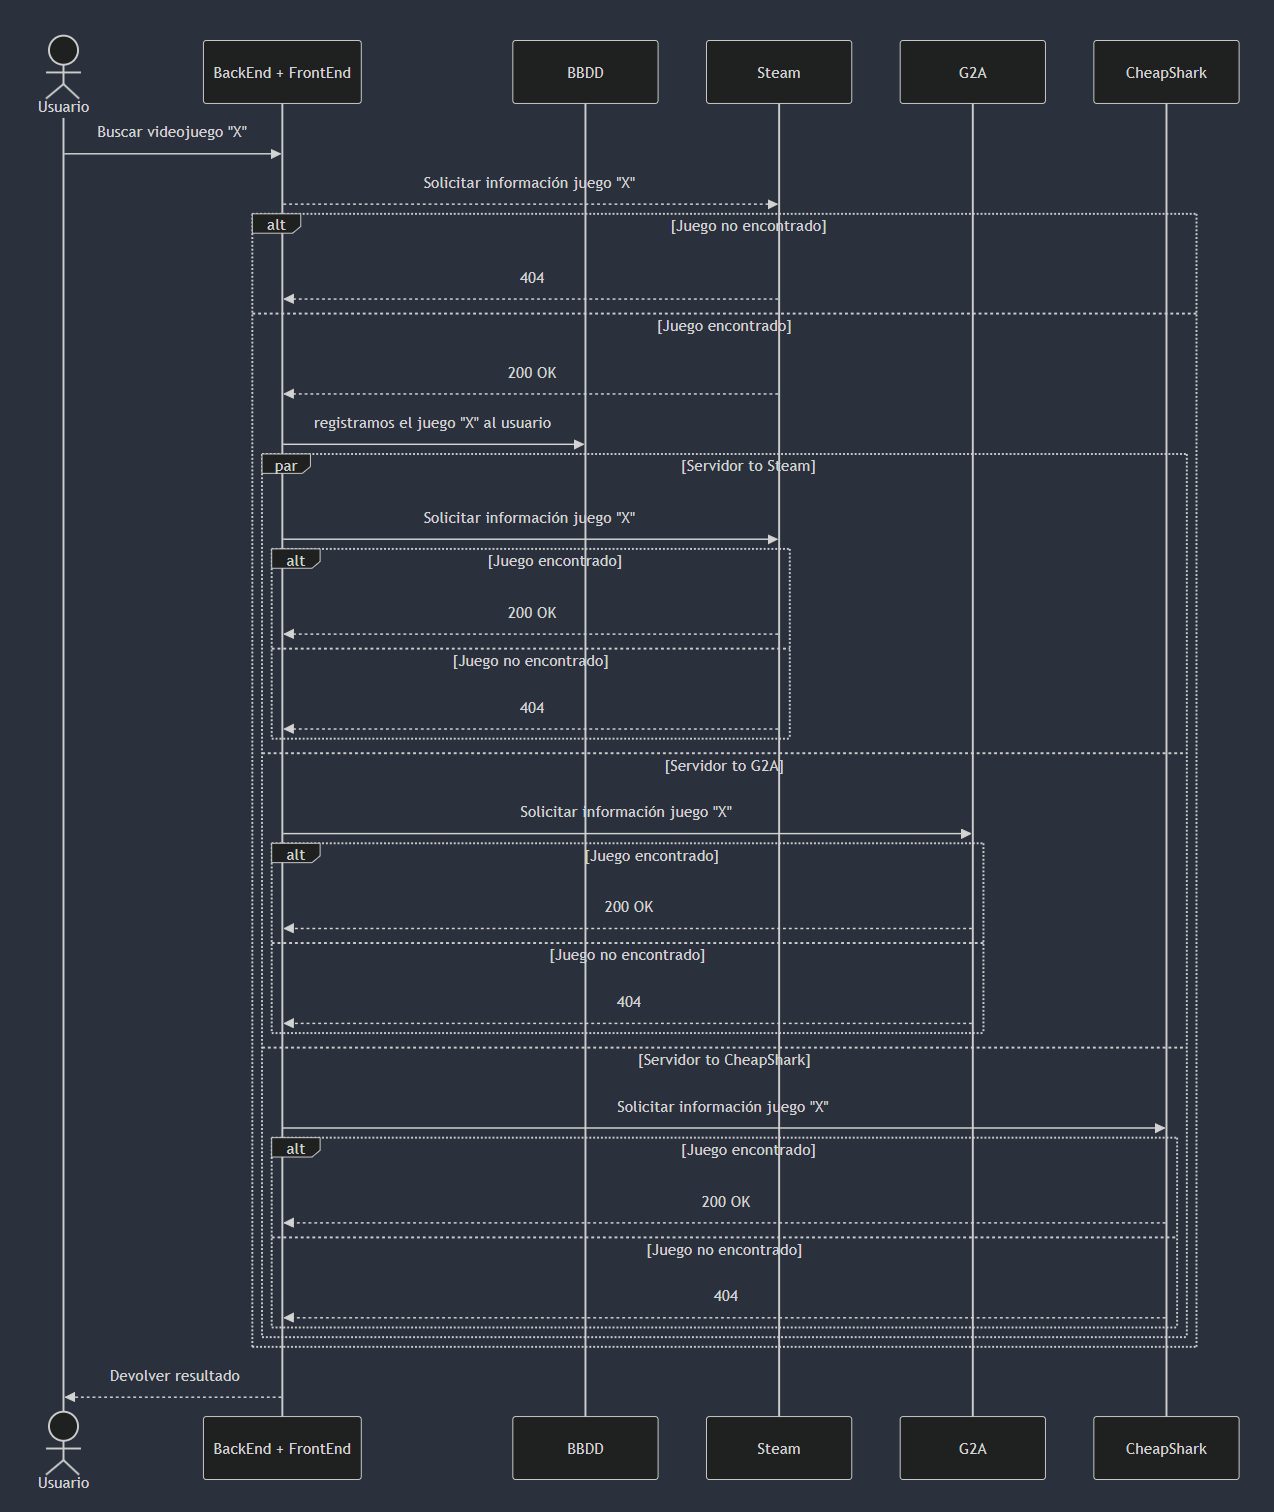 Usuario
BackEnd + FrontEnd
BBDD
Steam
G2A
CheapShark
Buscar videojuego "X"
Solicitar información juego "X"
alt
[Juego no encontrado]
404
[Juego encontrado]
200 OK
registramos el juego "X" al usuario
par
[Servidor to Steam]
Solicitar información juego "X"
alt
[Juego encontrado]
200 OK
[Juego no encontrado]
404
[Servidor to G2A]
Solicitar información juego "X"
alt
[Juego encontrado]
200 OK
[Juego no encontrado]
404
[Servidor to CheapShark]
Solicitar información juego "X"
alt
[Juego encontrado]
200 OK
[Juego no encontrado]
404
Devolver resultado
Usuario
BackEnd + FrontEnd
BBDD
Steam
G2A
CheapShark